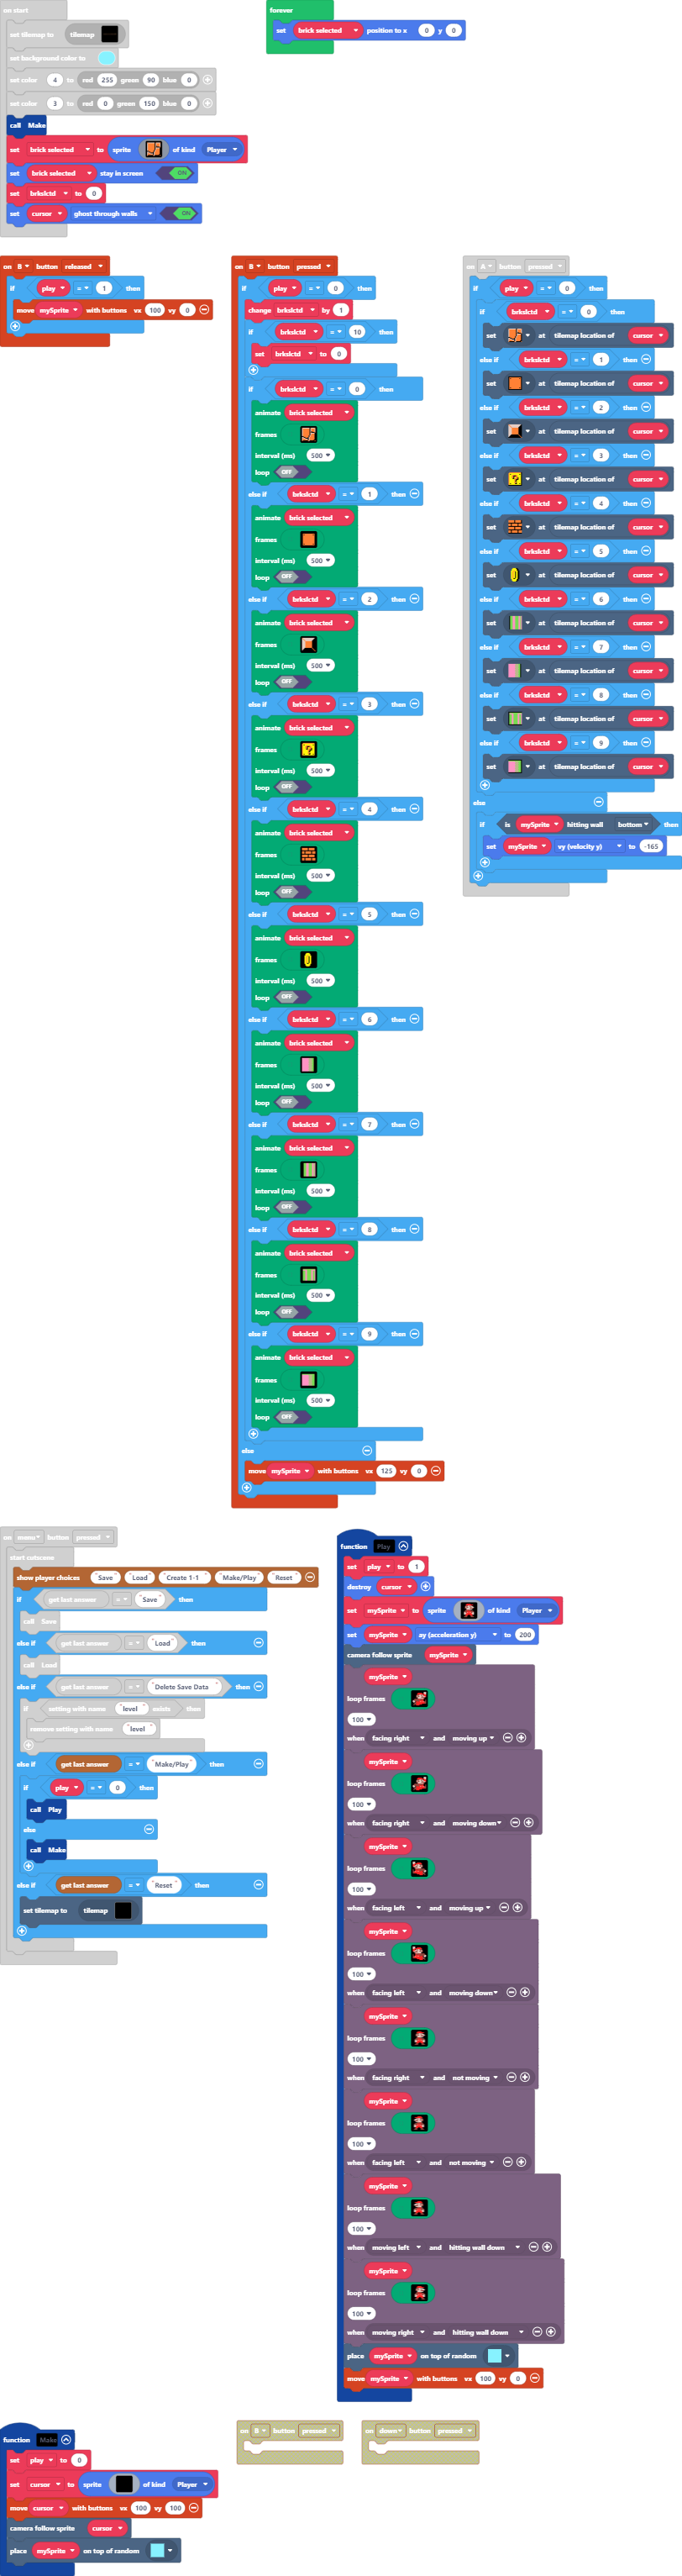 on start
set tilemap to tilemap
set background color to
set color 4 to red 255 green 90 blue 0
set color 3 to red 0 green 150 blue 0
call Make
set brick selected to sprite of kind Player
set brick selected stay in screen ON
set brkslctd to 0
set cursor ghost through walls ON
forever
set brick selected position to x 0 y 0
on B button released
if play = 1 then
move mySprite with buttons vx 100 vy 0
on B button pressed
if play = 0 then
change brkslctd by 1
if brkslctd = 10 then
set brkslctd to 0
if brkslctd = 0 then
animate brick selected
frames
interval (ms) 500
loop OFF
else if brkslctd = 1 then
animate brick selected
frames
interval (ms) 500
loop OFF
else if brkslctd = 2 then
animate brick selected
frames
interval (ms) 500
loop OFF
else if brkslctd = 3 then
animate brick selected
frames
interval (ms) 500
loop OFF
else if brkslctd = 4 then
animate brick selected
frames
interval (ms) 500
loop OFF
else if brkslctd = 5 then
animate brick selected
frames
interval (ms) 500
loop OFF
else if brkslctd = 6 then
animate brick selected
frames
interval (ms) 500
loop OFF
else if brkslctd = 7 then
animate brick selected
frames
interval (ms) 500
loop OFF
else if brkslctd = 8 then
animate brick selected
frames
interval (ms) 500
loop OFF
else if brkslctd = 9 then
animate brick selected
frames
interval (ms) 500
loop OFF
else
move mySprite with buttons vx 125 vy 0
on A button pressed
if play = 0 then
if brkslctd = 0 then
set at tilemap location of cursor
else if brkslctd = 1 then
set at tilemap location of cursor
else if brkslctd = 2 then
set at tilemap location of cursor
else if brkslctd = 3 then
set at tilemap location of cursor
else if brkslctd = 4 then
set at tilemap location of cursor
else if brkslctd = 5 then
set at tilemap location of cursor
else if brkslctd = 6 then
set at tilemap location of cursor
else if brkslctd = 7 then
set at tilemap location of cursor
else if brkslctd = 8 then
set at tilemap location of cursor
else if brkslctd = 9 then
set at tilemap location of cursor
else
if is mySprite hitting wall bottom then
set mySprite vy (velocity y) to -165
on menu button pressed
start cutscene
show player choices "Save" "Load" "Create 1-1" "Make/Play" "Reset"
if get last answer = "Save" then
call Save
else if get last answer = "Load" then
call Load
else if get last answer = "Delete Save Data" then
if setting with name "level" exists then
remove setting with name "level"
else if get last answer = "Make/Play" then
if play = 0 then
call Play
else
call Make
else if get last answer = "Reset" then
set tilemap to tilemap
function Play
set play to 1
destroy cursor
set mySprite to sprite of kind Player
set mySprite ay (acceleration y) to 200
camera follow sprite mySprite
mySprite
loop frames
100
when facing right and moving up
mySprite
loop frames
100
when facing right and moving down
mySprite
loop frames
100
when facing left and moving up
mySprite
loop frames
100
when facing left and moving down
mySprite
loop frames
100
when facing right and not moving
mySprite
loop frames
100
when facing left and not moving
mySprite
loop frames
100
when moving left and hitting wall down
mySprite
loop frames
100
when moving right and hitting wall down
place mySprite on top of random
move mySprite with buttons vx 100 vy 0
function Make
set play to 0
set cursor to sprite of kind Player
move cursor with buttons vx 100 vy 100
camera follow sprite cursor
place mySprite on top of random
on B button pressed
on down button pressed